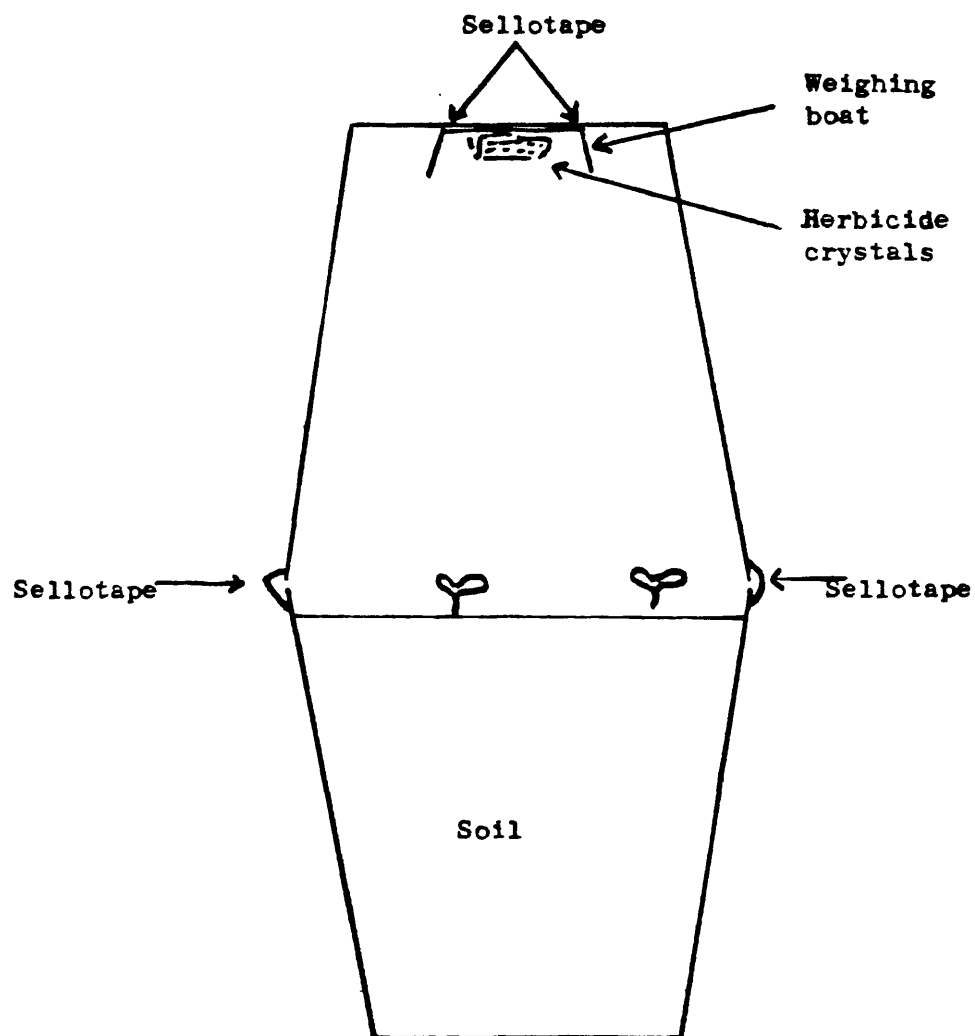 Sellotape
Weighing
boat
Herbicide
crystals
Sellotape
Sellotape
Soil